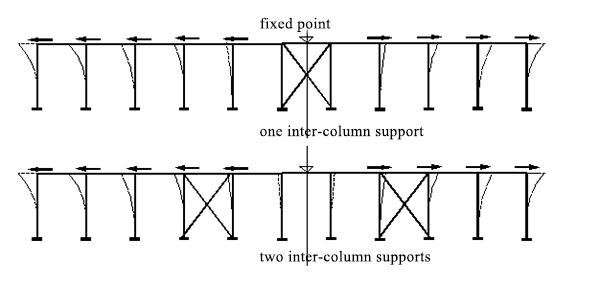 fixed point
one inter-column support
two inter-column supports